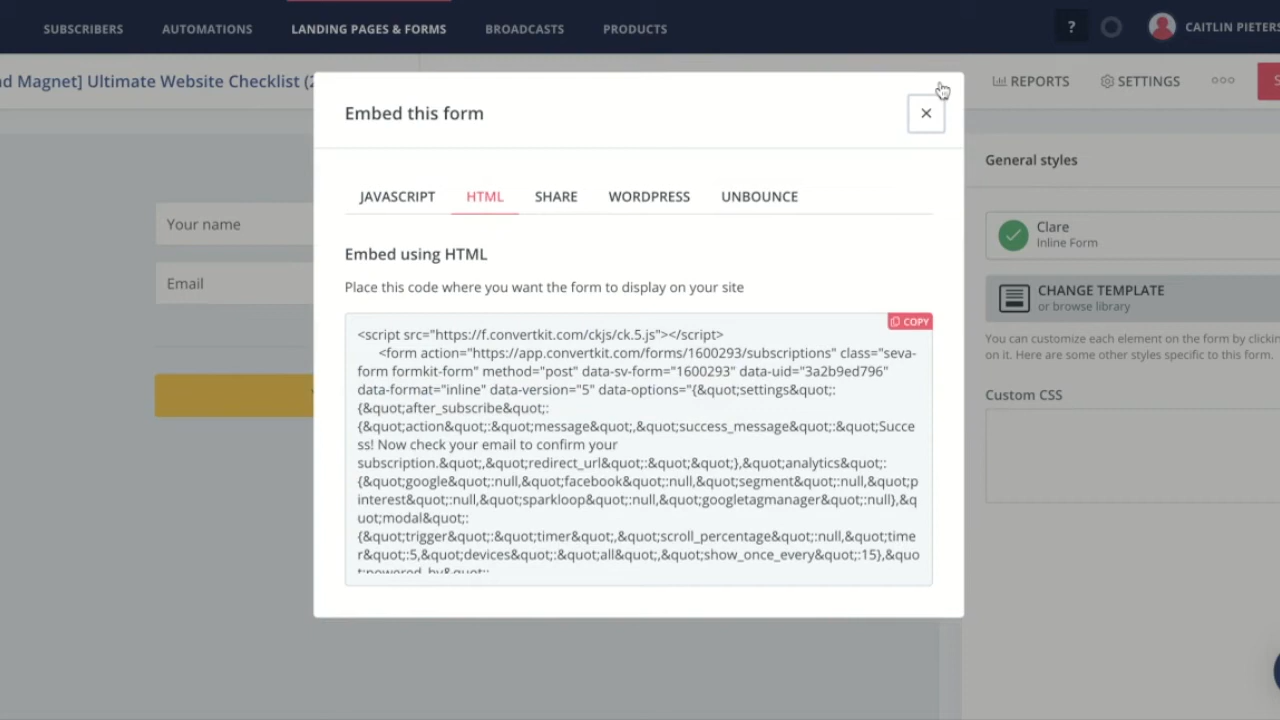 SUBSCRIBERS AUTOMATIONS LANDING PAGES & FORMS BROADCASTS PRODUCTS ? CAITLIN PIETERS
Magnet] Ultimate Website Checklist (
REPORTS SETTINGS
Embed this form
JAVASCRIPT HTML SHARE WORDPRESS UNBOUNCE
Embed using HTML
Place this code where you want the form to display on your site
COPY
<script src="https://f.convertkit.com/ckjs/ck.5.js"></script>
<form action="https://app.convertkit.com/forms/1600293/subscriptions" class="seva-
form formkit-form" method="post" data-sv-form="1600293" data-uid="3a2b9ed796"
data-format="inline" data-version="5" data-options="{&quot;settings&quot;:
{&quot;after_subscribe&quot;:
{&quot;action&quot;:&quot;message&quot;,&quot;success_message&quot;:&quot;Succe
ss! Now check your email to confirm your
subscription.&quot;,&quot;redirect_url&quot;:&quot;&quot;},&quot;analytics&quot;:
{&quot;google&quot;:null,&quot;facebook&quot;:null,&quot;segment&quot;:null,&quot;p
interest&quot;:null,&quot;sparkloop&quot;:null,&quot;googletagmanager&quot;:null},&q
uot;modal&quot;:
{&quot;trigger&quot;:&quot;timer&quot;,&quot;scroll_percentage&quot;:null,&quot;time
r&quot;:5,&quot;devices&quot;:&quot;all&quot;,&quot;show_once_every&quot;:15},&quo
t;powered_by&quot;:
Your name
Email
General styles
Clare
Inline Form
CHANGE TEMPLATE
or browse library
You can customize each element on the form by clicking
on it. Here are some other styles specific to this form.
Custom CSS